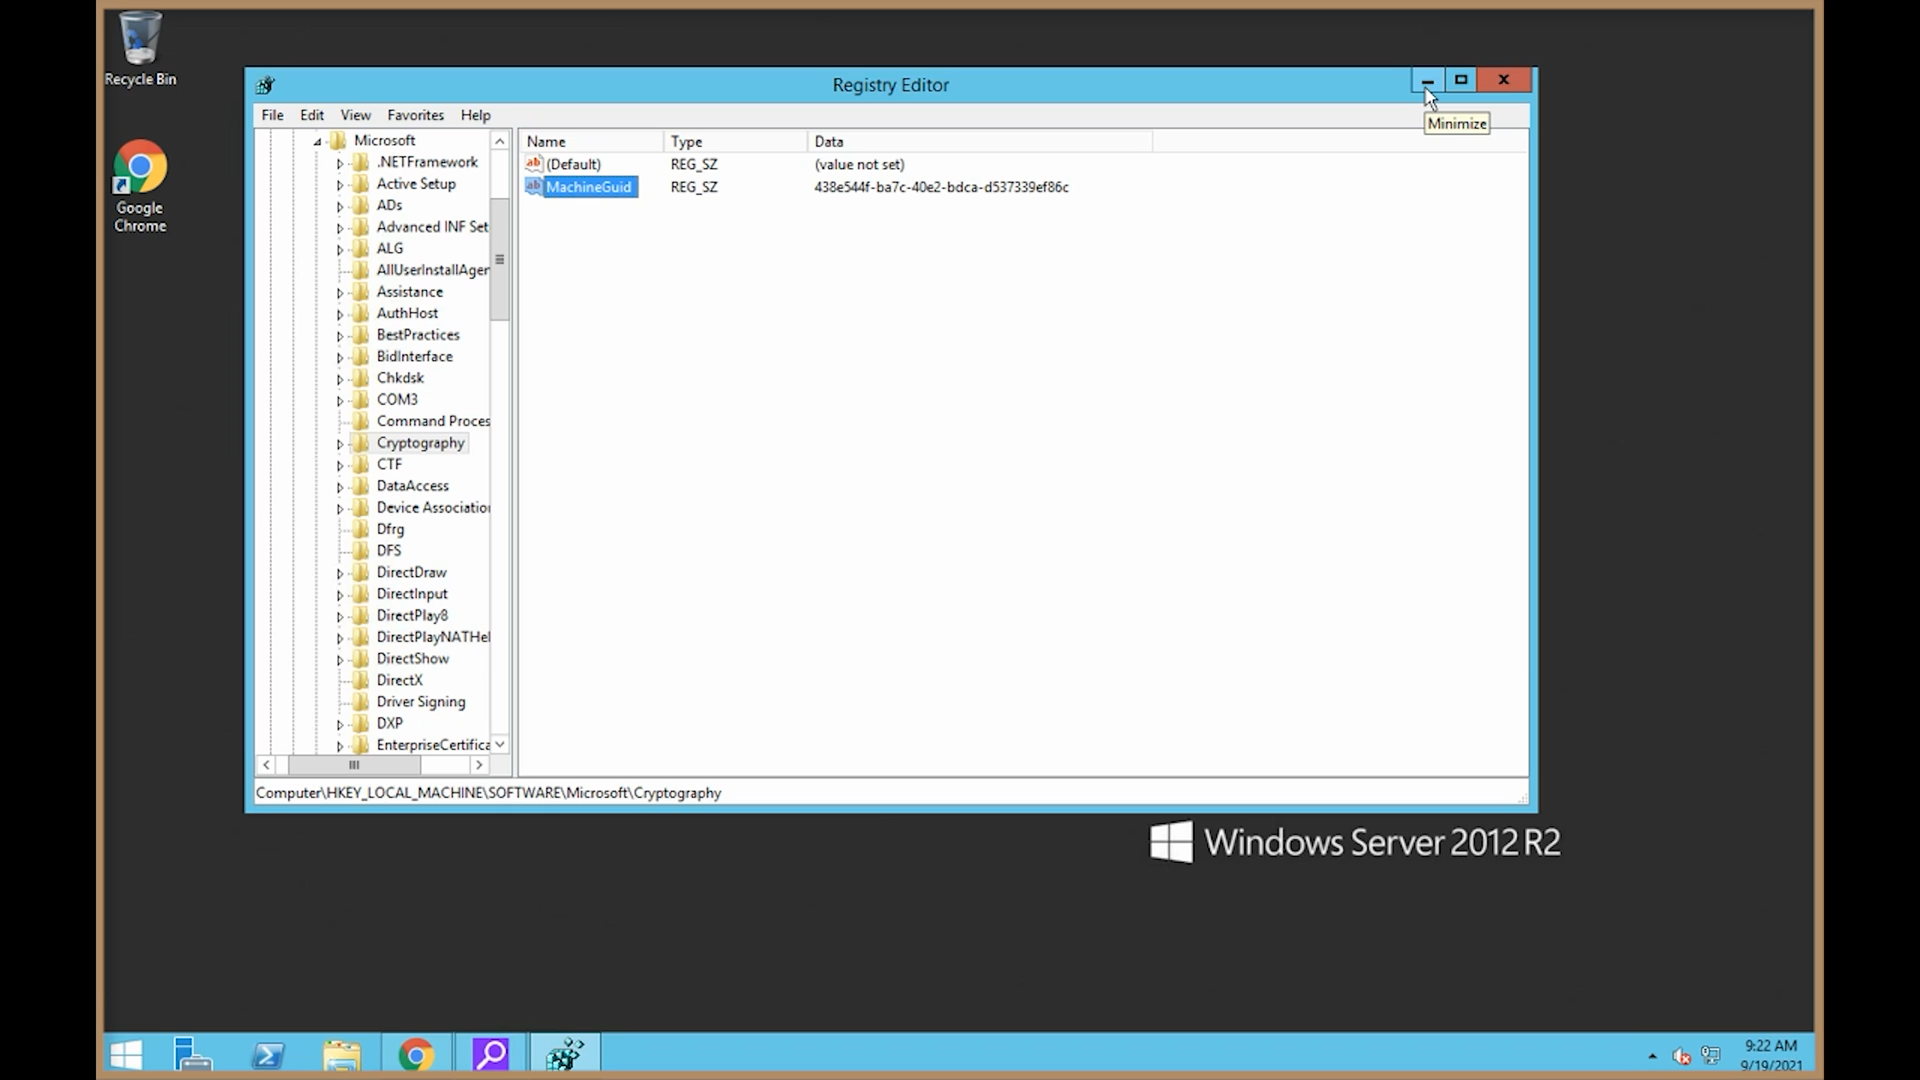 Recycle Bin
Google
Chrome
Registry Editor
File Edit View Favorites Help
Minimize
Microsoft
.NETFramework
Active Setup
ADs
Advanced INF Set
ALG
AllUserInstallAger
Assistance
AuthHost
BestPractices
BidInterface
Chkdsk
COM3
Command Proces
Cryptography
CTF
DataAccess
Device Association
Dfrg
DFS
DirectDraw
DirectInput
DirectPlay8
DirectPlayNATHel
DirectShow
DirectX
Driver Signing
DXP
EnterpriseCertifica
Name Type Data
(Default) REG_SZ (value not set)
MachineGuid REG_SZ 438e544f-ba7c-40e2-bdca-d537339ef86c
Computer\HKEY_LOCAL_MACHINE\SOFTWARE\Microsoft\Cryptography
Windows Server 2012 R2
9:22 AM
9/19/2021